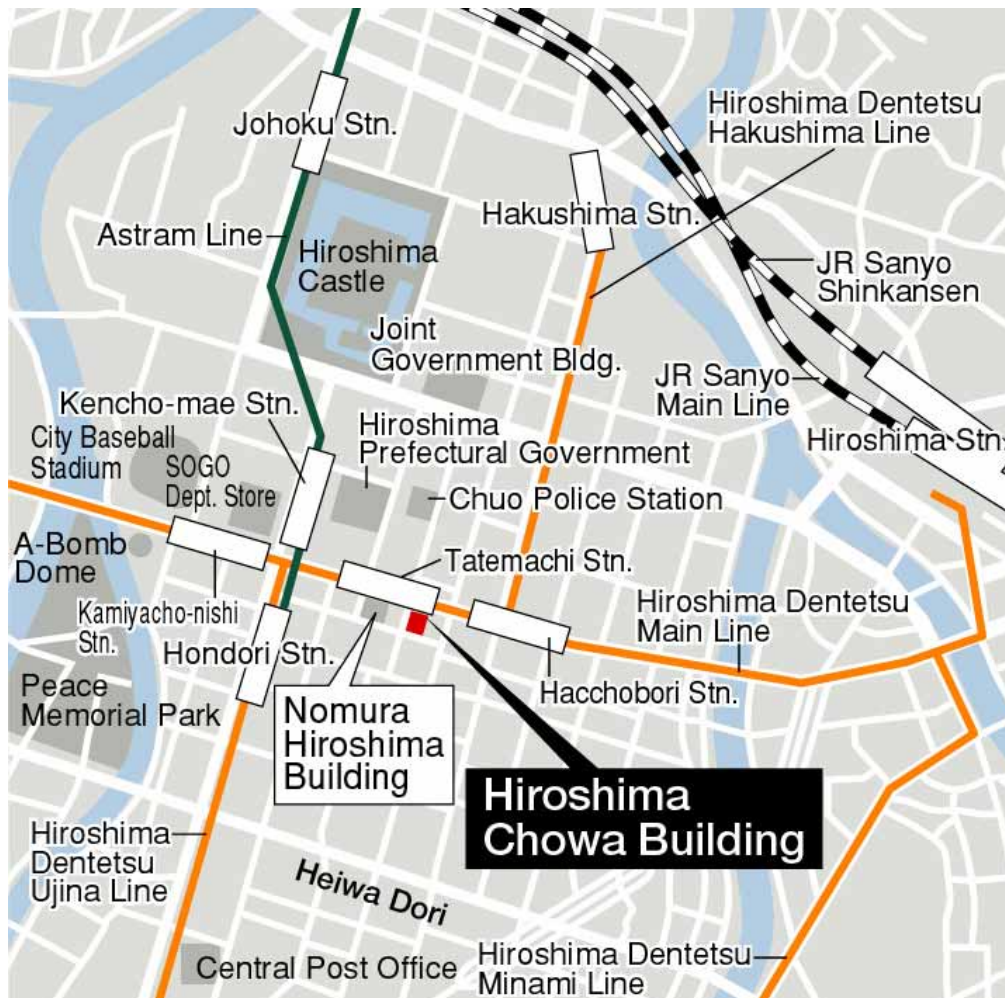 Johoku Stn.
Hiroshima Dentetsu
Hakushima Line
Hakushima Stn.
Astram Line
Hiroshima
Castle
JR Sanyo
Shinkansen
Joint
Government Bldg.
JR Sanyo
Main Line
Kencho-mae Stn.
Hiroshima
Prefectural Government
Hiroshima Stn.
City Baseball
Stadium
SOGO
Dept. Store
Chuo Police Station
A-Bomb
Dome
Tatemachi Stn.
Kamiyacho-nishi
Stn.
Hiroshima Dentetsu
Main Line
Hondori Stn.
Peace
Memorial Park
Hacchobori Stn.
Nomura
Hiroshima
Building
Hiroshima
Chowa Building
Hiroshima
Dentetsu
Ujina Line
Heiwa Dori
Central Post Office
Hiroshima Dentetsu
Minami Line